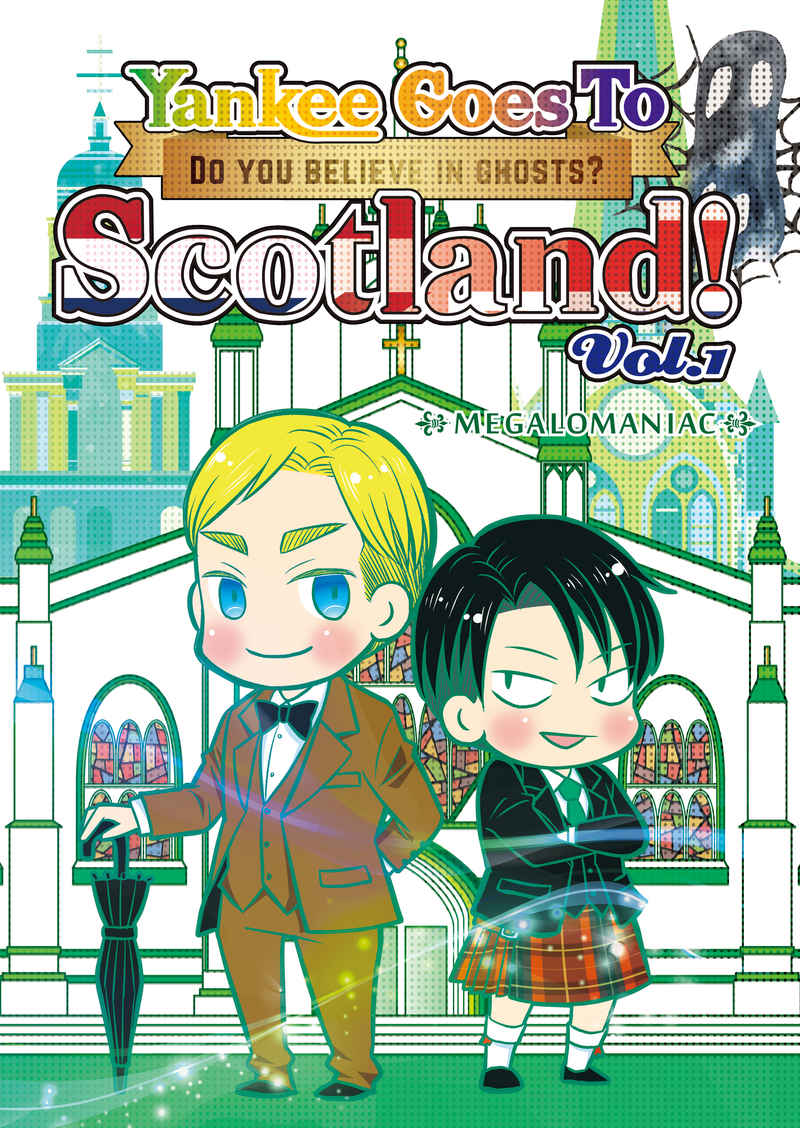 Yankee Goes To
DO YOU BELIEVE IN GHOSTS?
Scotland!
Vol.1
MEGALOMANIAC